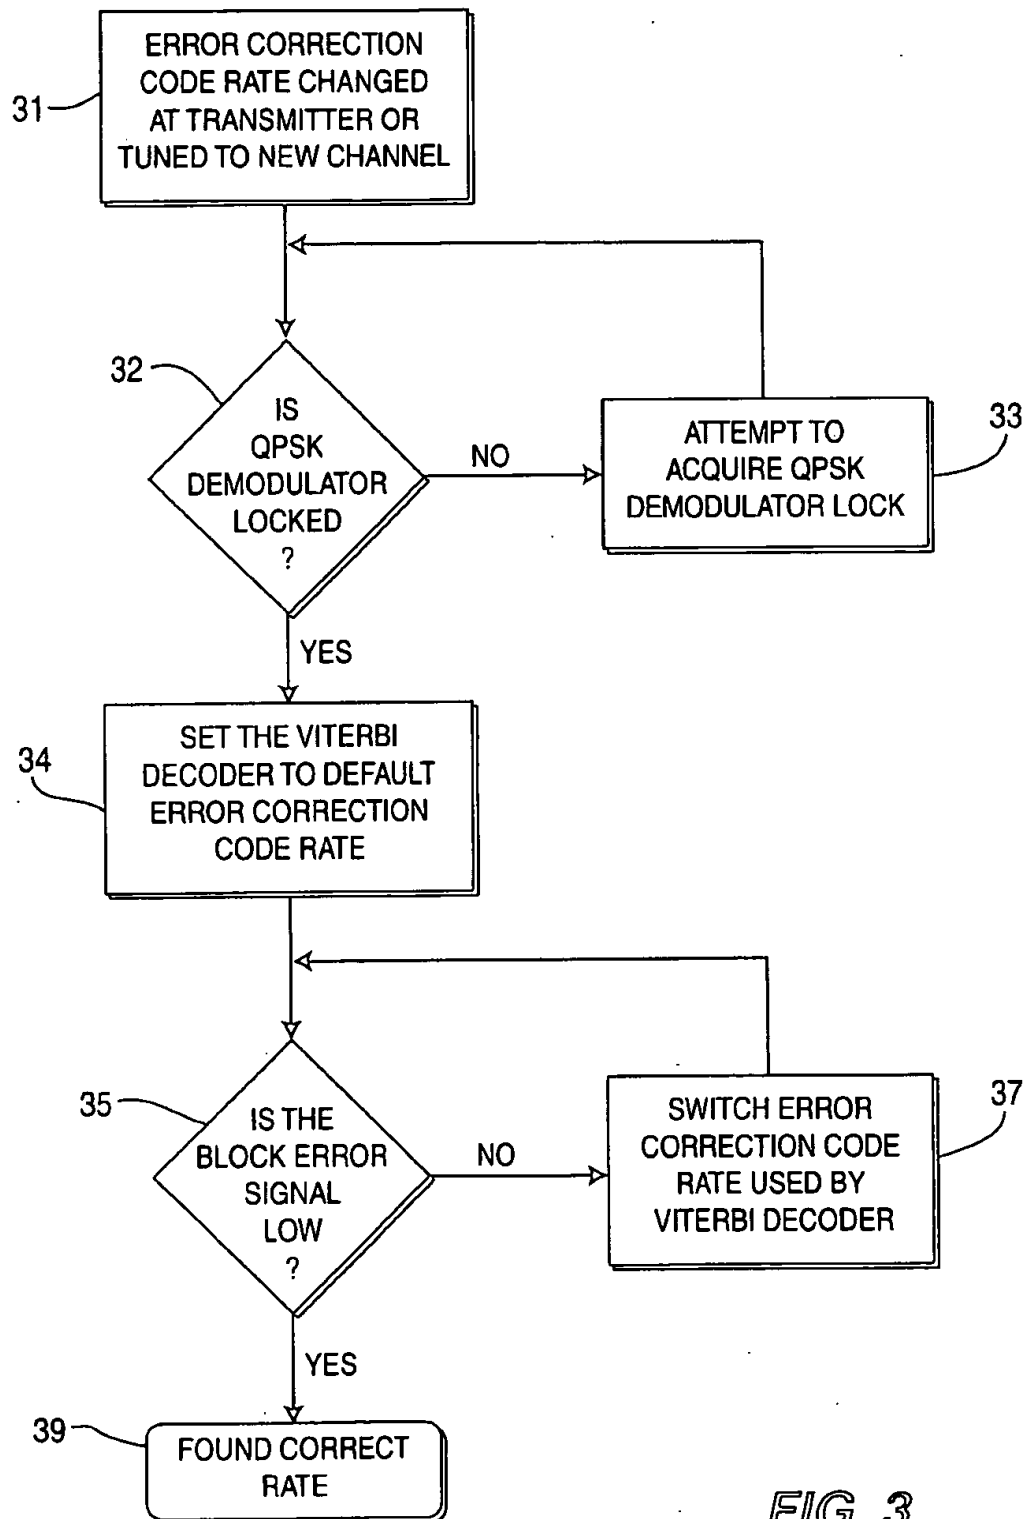 ERROR CORRECTION
CODE RATE CHANGED
AT TRANSMITTER OR
TUNED TO NEW CHANNEL
31
32
IS
QPSK
DEMODULATOR
LOCKED
?
NO
ATTEMPT TO
ACQUIRE QPSK
DEMODULATOR LOCK
33
YES
34
SET THE VITERBI
DECODER TO DEFAULT
ERROR CORRECTION
CODE RATE
35
IS THE
BLOCK ERROR
SIGNAL
LOW
?
NO
SWITCH ERROR
CORRECTION CODE
RATE USED BY
VITERBI DECODER
37
YES
39
FOUND CORRECT
RATE
FIG. 3